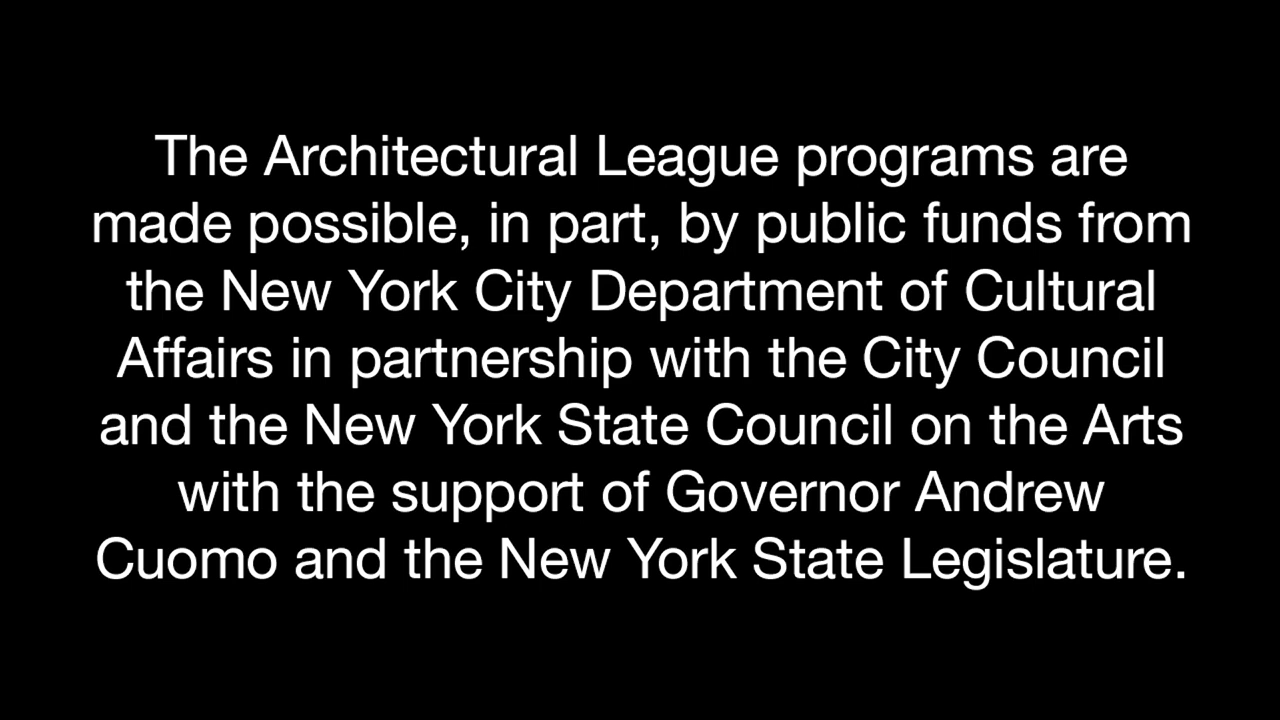 The Architectural League programs are
made possible, in part, by public funds from
the New York City Department of Cultural
Affairs in partnership with the City Council
and the New York State Council on the Arts
with the support of Governor Andrew
Cuomo and the New York State Legislature.